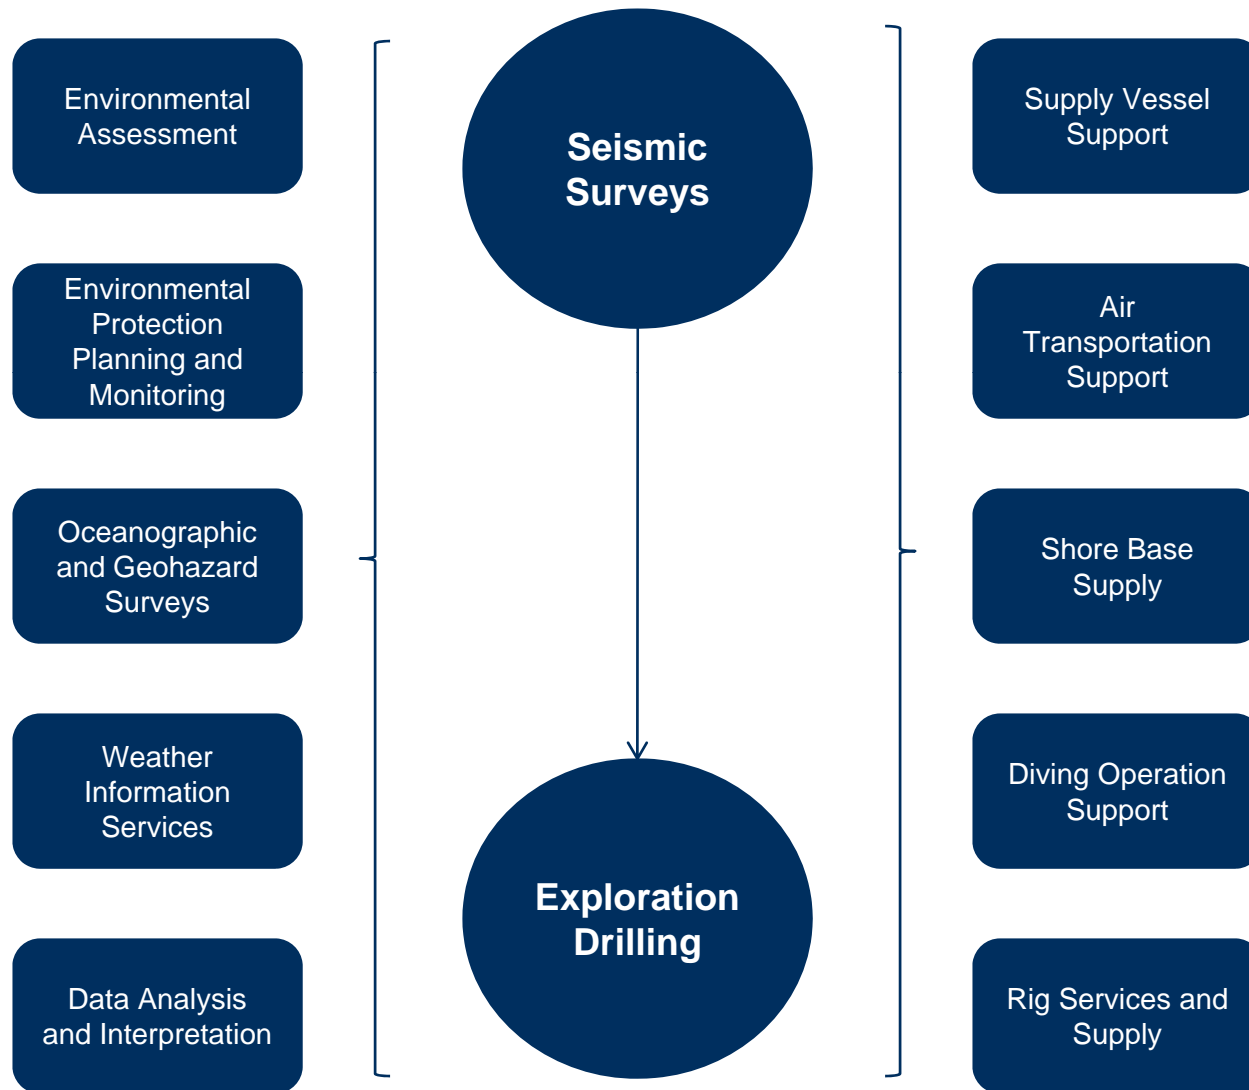 Environmental
Assessment
Environmental
Protection
Planning and
Monitoring
Oceanographic
and Geohazard
Surveys
Weather
Information
Services
Data Analysis
and Interpretation
Seismic
Surveys
Exploration
Drilling
Supply Vessel
Support
Air
Transportation
Support
Shore Base
Supply
Diving Operation
Support
Rig Services and
Supply